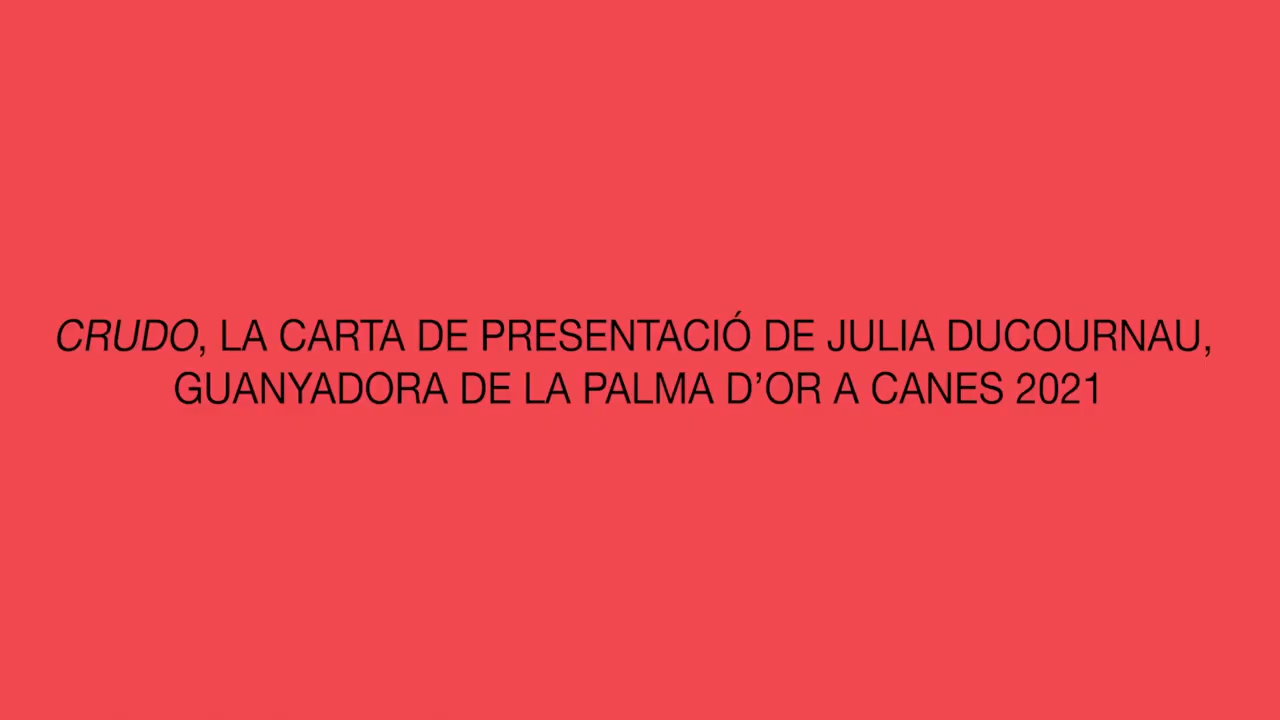 CRUDO, LA CARTA DE PRESENTACIÓ DE JULIA DUCOURNAU,
GUANYADORA DE LA PALMA D’OR A CANES 2021